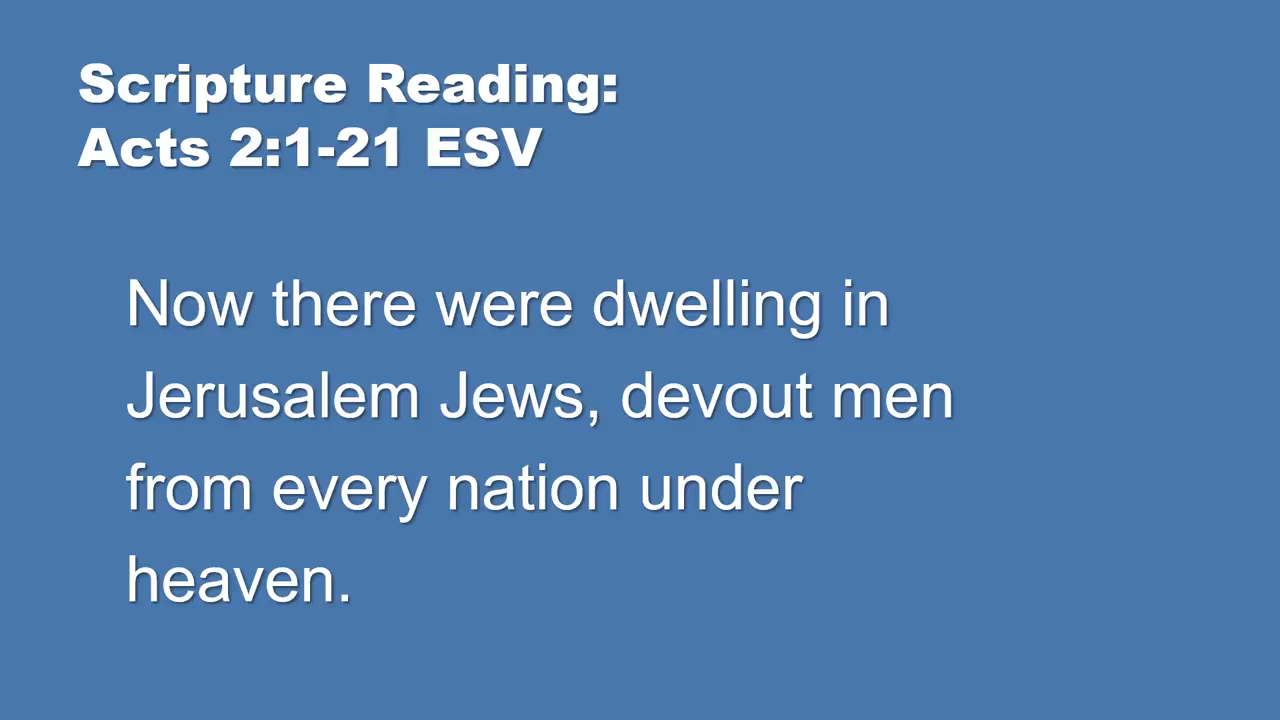 Scripture Reading:
Acts 2:1-21 ESV
Now there were dwelling in
Jerusalem Jews, devout men
from every nation under
heaven.